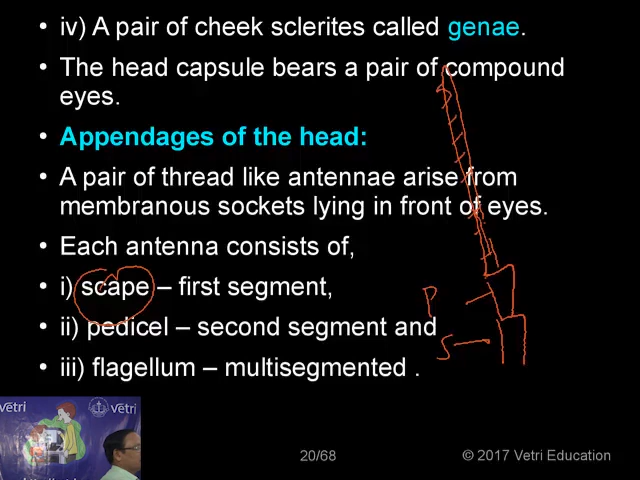 • iv) A pair of cheek sclerites called genae.
• The head capsule bears a pair of compound
eyes.
• Appendages of the head:
• A pair of thread like antennae arise from
membranous sockets lying in front of eyes.
• Each antenna consists of,
• i) scape – first segment,
P
• ii) pedicel – second segment and
S
• iii) flagellum – multisegmented .
vetri
vetri
20/68
© 2017 Vetri Education